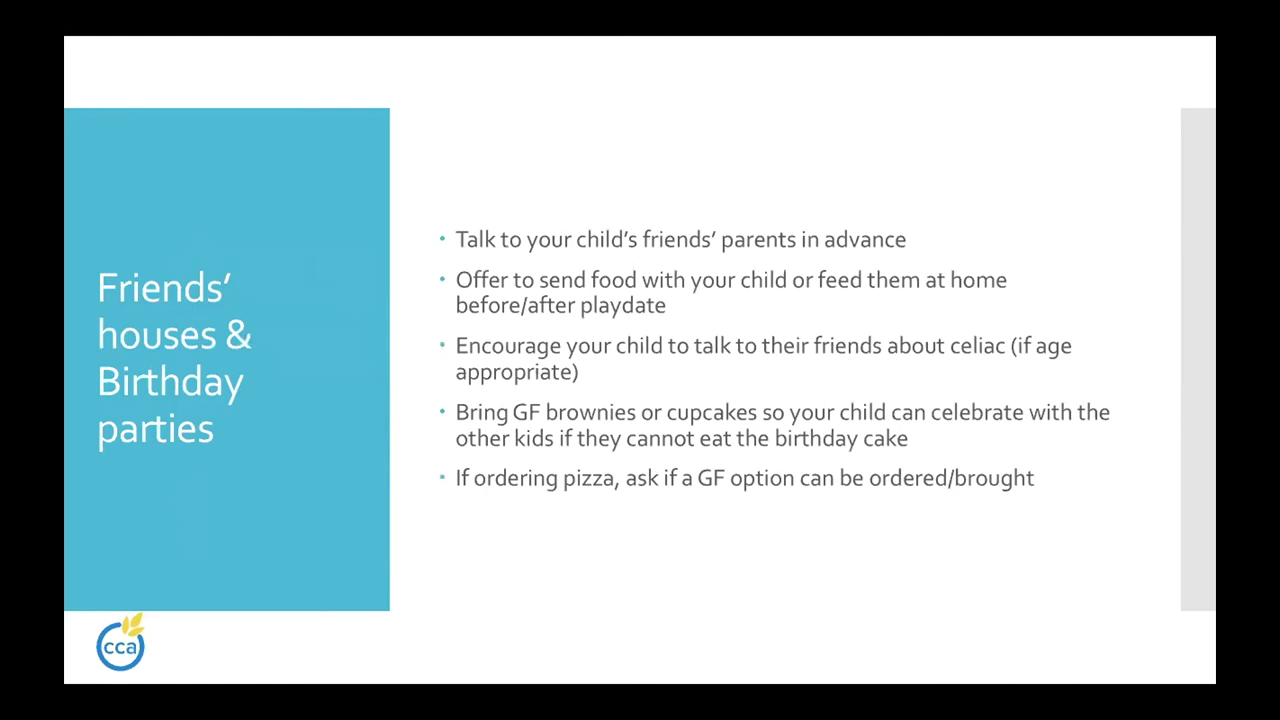 Friends’
houses &
Birthday
parties
• Talk to your child’s friends’ parents in advance
• Offer to send food with your child or feed them at home
before/after playdate
• Encourage your child to talk to their friends about celiac (if age
appropriate)
• Bring GF brownies or cupcakes so your child can celebrate with the
other kids if they cannot eat the birthday cake
• If ordering pizza, ask if a GF option can be ordered/brought
cca